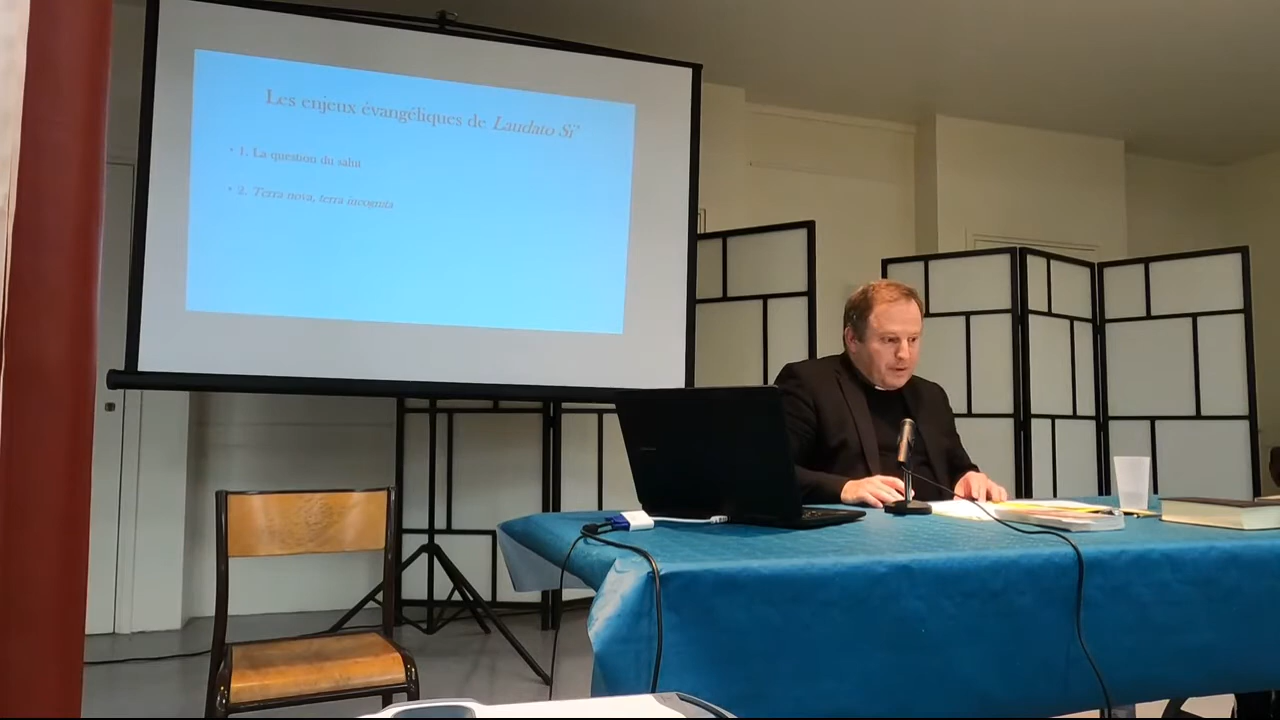 Les enjeux évangéliques de Laudato Si'
• 1. La question du salut
• 2. Terra nova, terra incognita